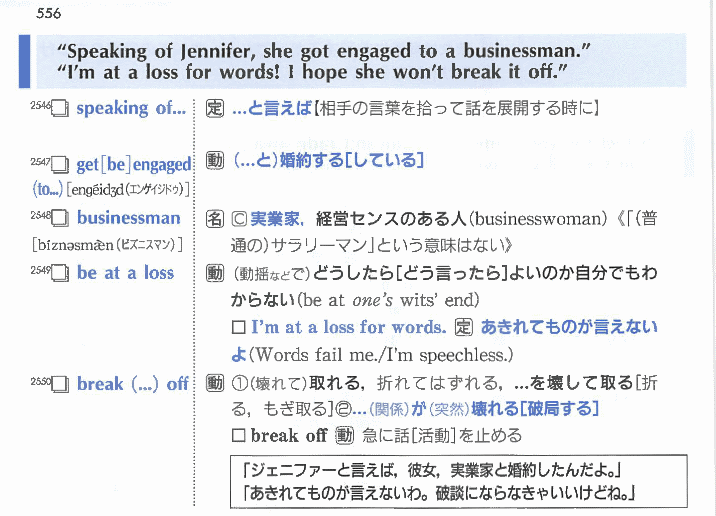 556
“Speaking of Jennifer, she got engaged to a businessman.”
“I'm at a loss for words! I hope she won't break it off.”
2546 speaking of... 定 …と言えば【相手の言葉を拾って話を展開する時に】
2547 get[be]engaged 動 (…と)婚約する[している]
(to...) [engéidʒd(エンゲイジドゥ)]
2548 businessman 名 Ⓒ 実業家, 経営センスのある人(businesswoman)《「(普
[bíznəsmæ̀n(ビズニスマン)] 通の)サラリーマン」という意味はない》
2549 be at a loss 動 (動揺などで)どうしたら[どう言ったら]よいのか自分でもわ
からない(be at one's wits' end)
□ I'm at a loss for words. 定 あきれてものが言えない
よ(Words fail me./I'm speechless.)
2550 break (...) off 動 ①(壊れて)取れる, 折れてはずれる, …を壊して取る[折
る, もぎ取る]②…(関係)が(突然)壊れる[破局する]
□ break off 動 急に話[活動]を止める
「ジェニファーと言えば, 彼女, 実業家と婚約したんだよ。」
「あきれてものが言えないわ。破談にならなきゃいいけどね。」